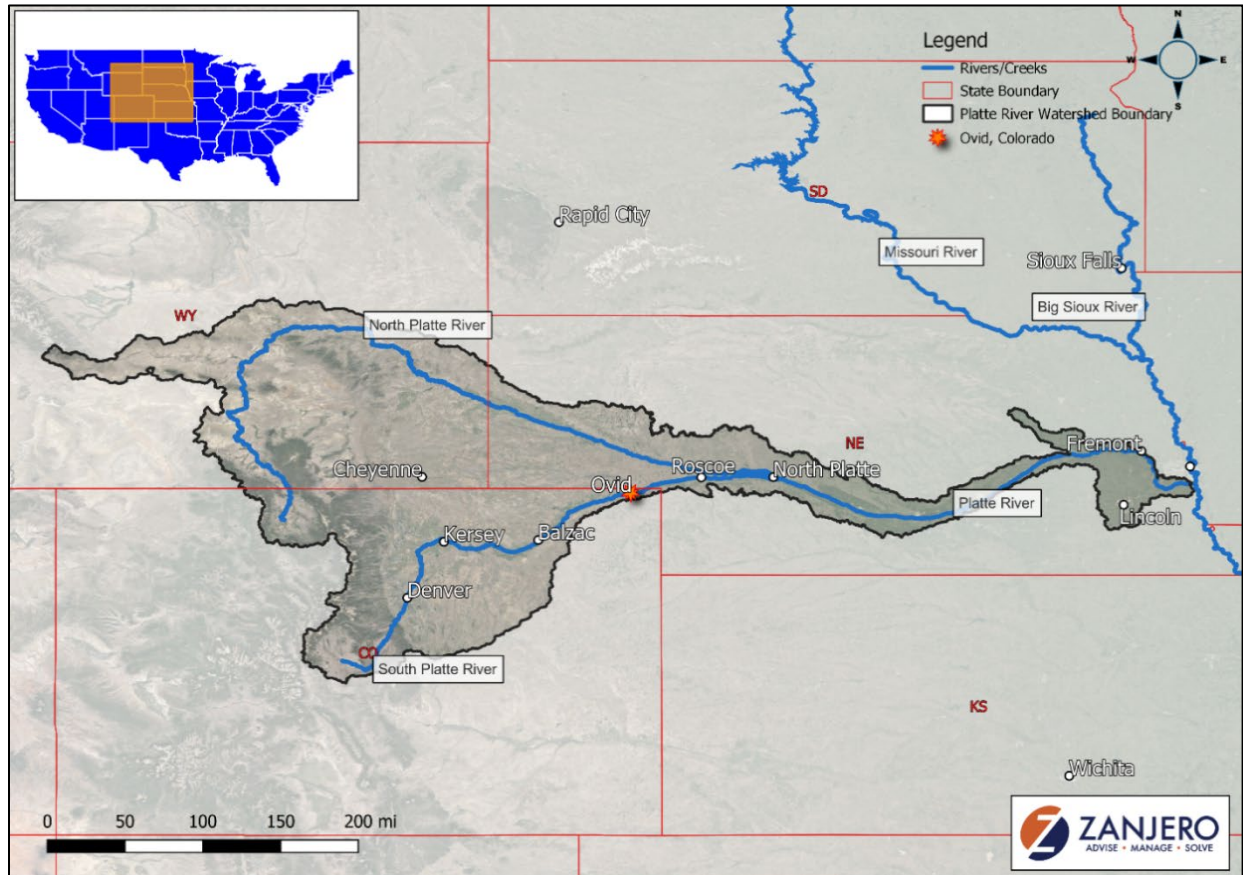 Legend
Rivers/Creeks
State Boundary
Platte River Watershed Boundary
Ovid, Colorado
N
W
E
S
SD
Rapid City
Missouri River
Sioux Falls
Big Sioux River
WY
North Platte River
NE
Fremont
Cheyenne
Roscoe
North Platte
Ovid
Platte River
Lincoln
Kersey
Balzac
Denver
CO
South Platte River
KS
Wichita
0 50 100 150 200 mi
ZANJERO
ADVISE • MANAGE • SOLVE